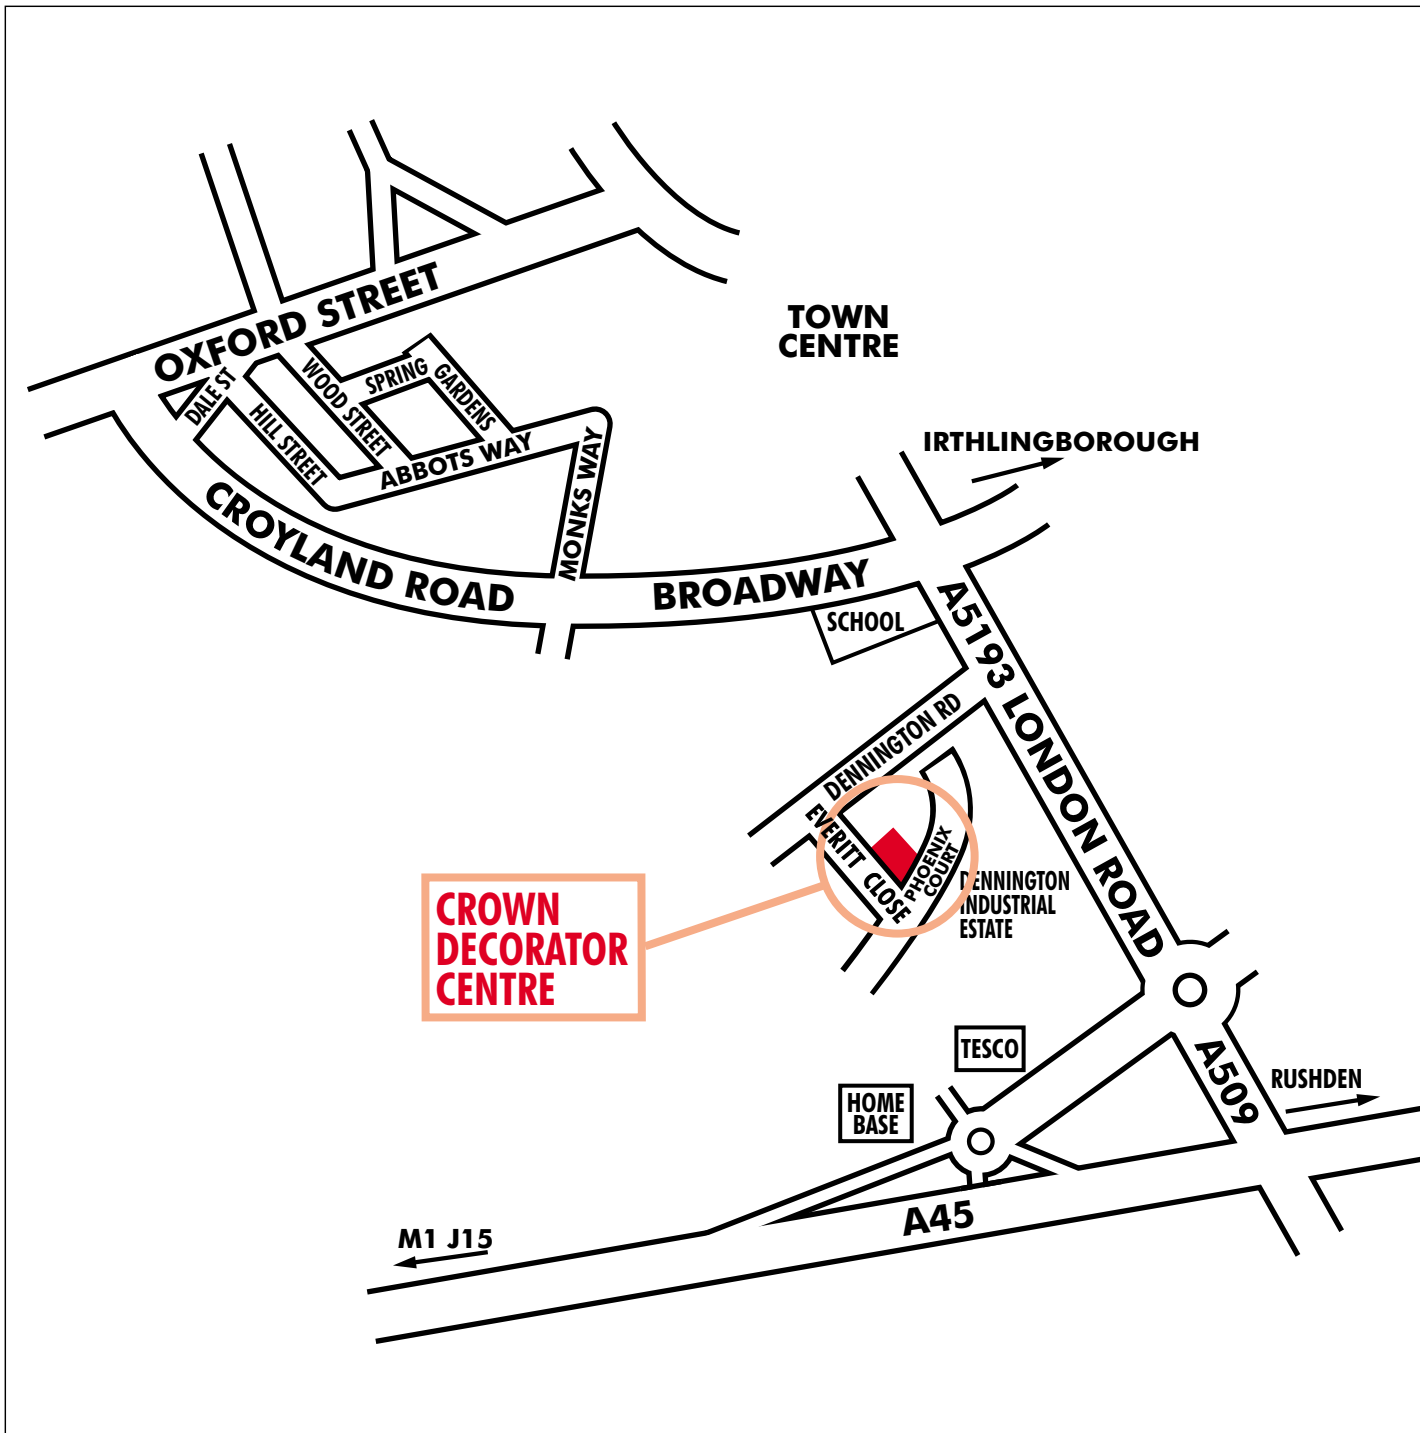 OXFORD STREET
TOWN
CENTRE
DALE ST
WOOD STREET
SPRING
GARDENS
HILL STREET
ABBOTS WAY
MONKS WAY
IRTHLINGBOROUGH
CROYLAND ROAD
BROADWAY
SCHOOL
A5193 LONDON ROAD
DENNINGTON RD
EVERITT CLOSE
PHOENIX
COURT
DENNINGTON
INDUSTRIAL
ESTATE
CROWN
DECORATOR
CENTRE
TESCO
HOME
BASE
A509
RUSHDEN
A45
M1 J15